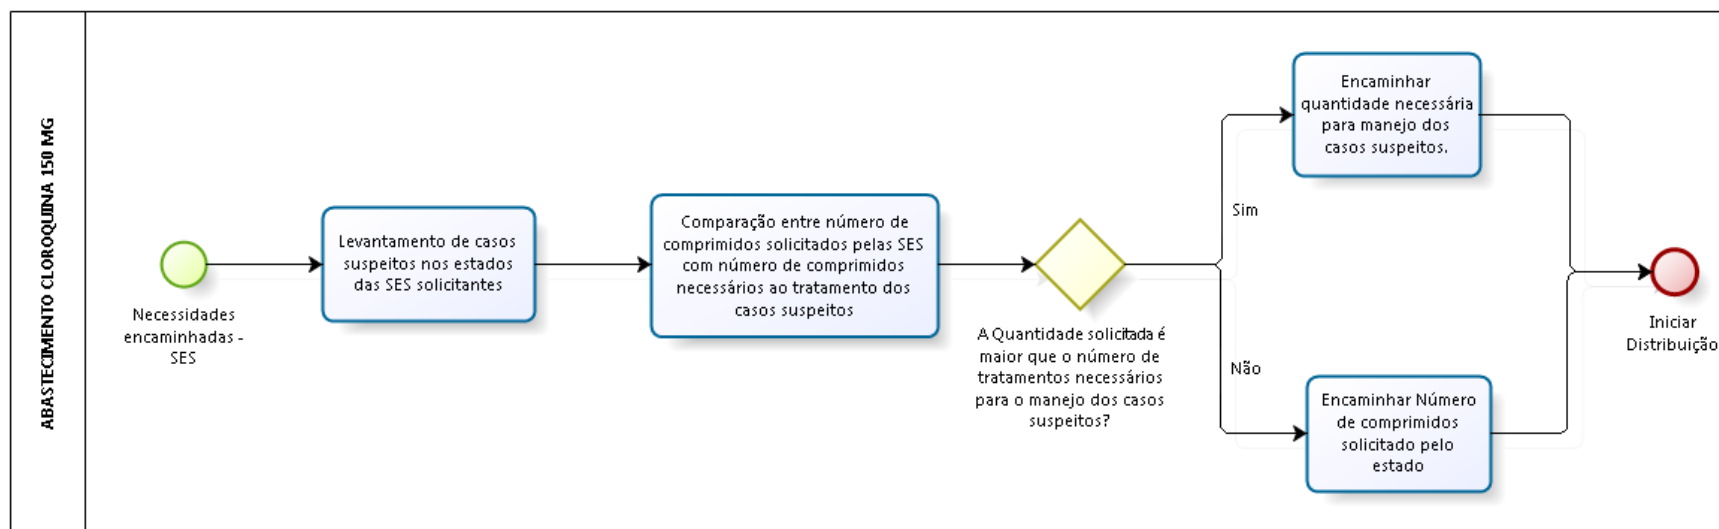 ABASTECIMENTO CLOROQUINA 150 MG
Necessidades
encaminhadas -
SES
Levantamento de casos
suspeitos nos estados
das SES solicitantes
Comparação entre número de
comprimidos solicitados pelas SES
com número de comprimidos
necessários ao tratamento dos
casos suspeitos
A Quantidade solicitada é
maior que o número de
tratamentos necessários
para o manejo dos casos
suspeitos?
Sim
Encaminhar
quantidade necessária
para manejo dos
casos suspeitos.
Não
Encaminhar Número
de comprimidos
solicitado pelo
estado
Iniciar
Distribuição